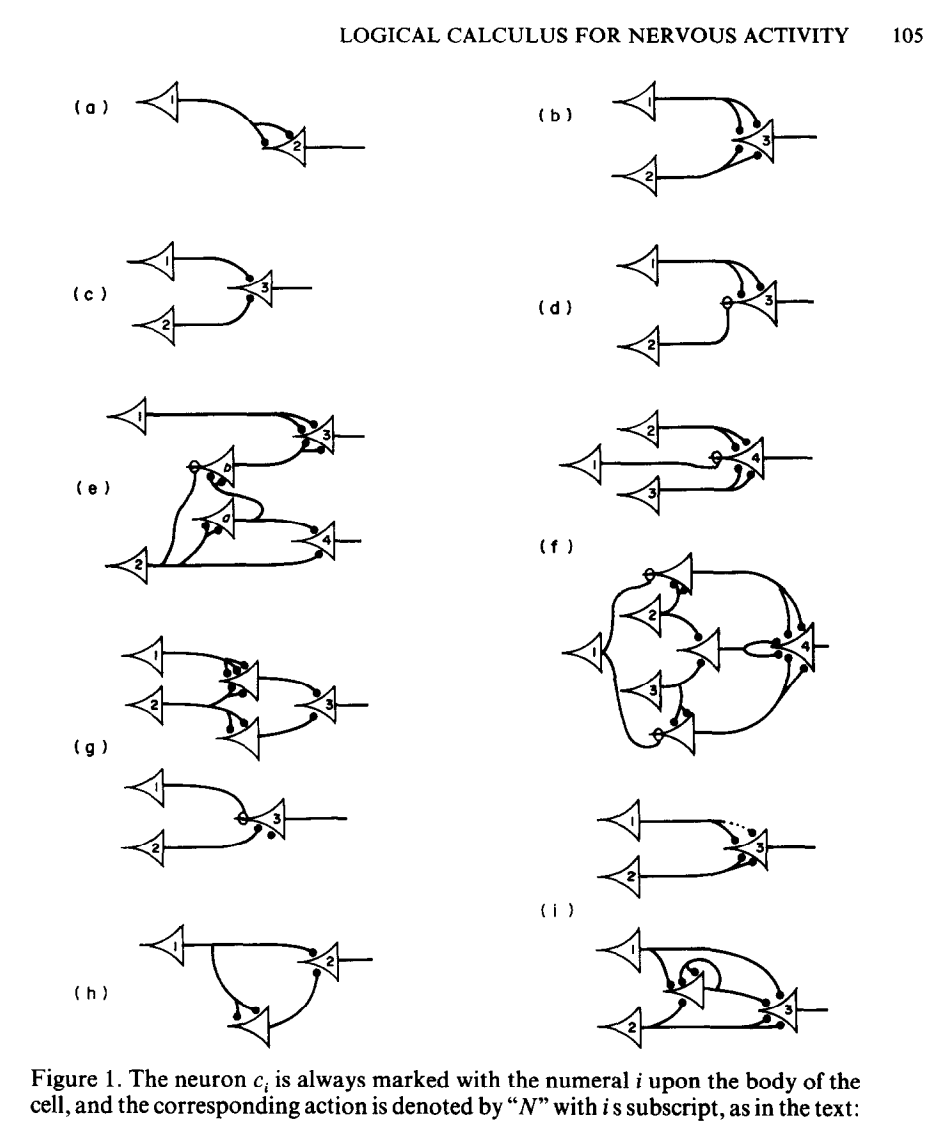 LOGICAL CALCULUS FOR NERVOUS ACTIVITY 105
(a)
1
2
(b)
1
2
3
(c)
1
2
3
(d)
1
2
3
(e)
1
2
3
b
a
4
(f)
2
1
3
4
1
2
3
4
(g)
1
2
3
1
2
3
(h)
1
2
(i)
1
2
3
1
2
3
Figure 1. The neuron ci is always marked with the numeral i upon the body of the
cell, and the corresponding action is denoted by “N” with i s subscript, as in the text: